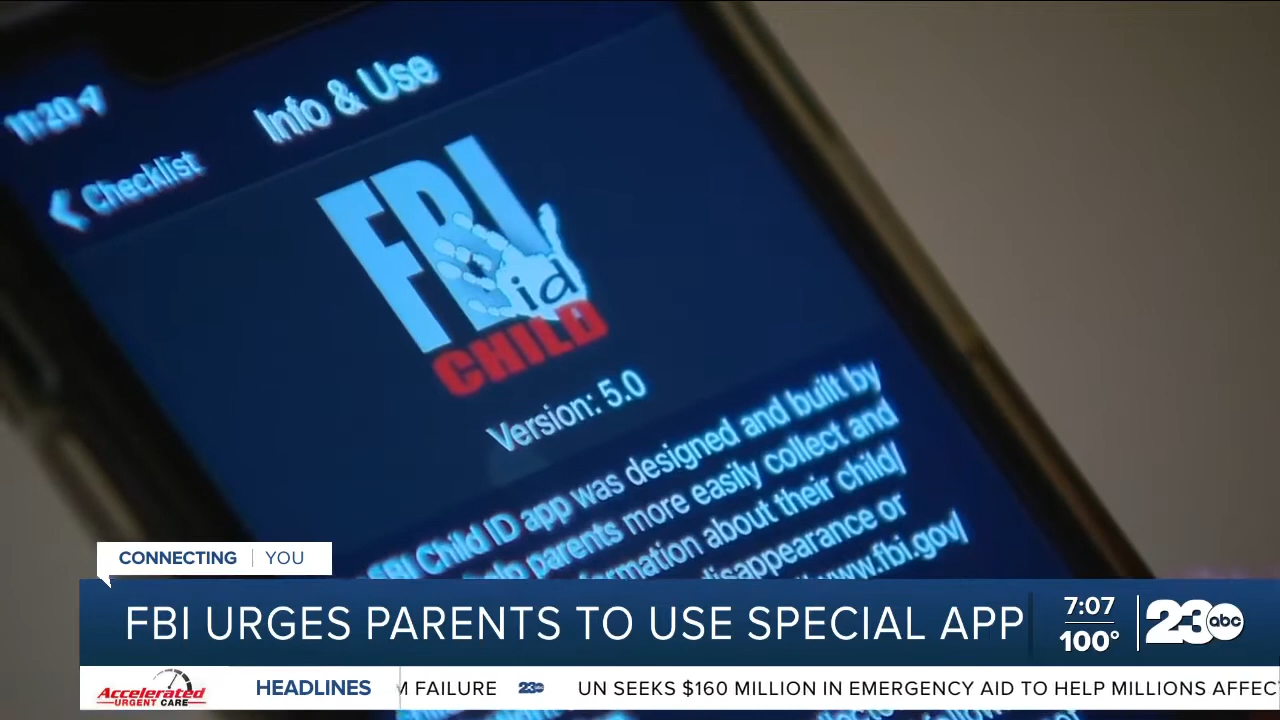 11:20
Info & Use
Checklist
FBI
id
CHILD
Version: 5.0
FBI Child ID app was designed and built by
parents more easily collect and
about their child
disappearance or
www.fbi.gov
CONNECTING | YOU
FBI URGES PARENTS TO USE SPECIAL APP
7:07
100°
23 abc
Accelerated
URGENT CARE
HEADLINES
M FAILURE
23
UN SEEKS $160 MILLION IN EMERGENCY AID TO HELP MILLIONS AFFEC